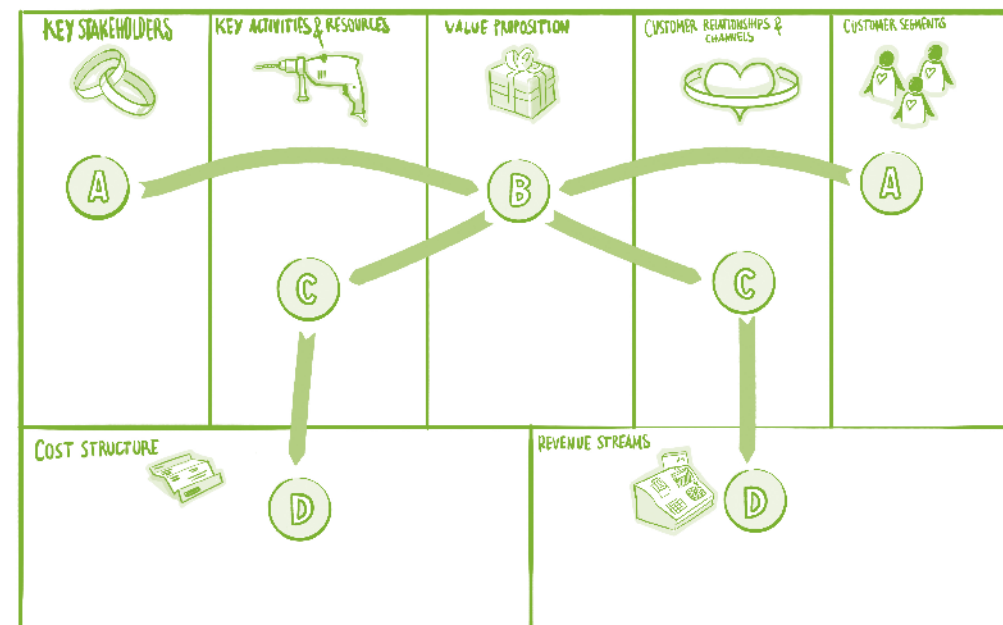 KEY STAKEHOLDERS
KEY ACTIVITIES & RESOURCES
VALUE PROPOSITION
CUSTOMER RELATIONSHIPS &
CHANNELS
CUSTOMER SEGMENTS
A
B
A
C
C
COST STRUCTURE
REVENUE STREAMS
D
D